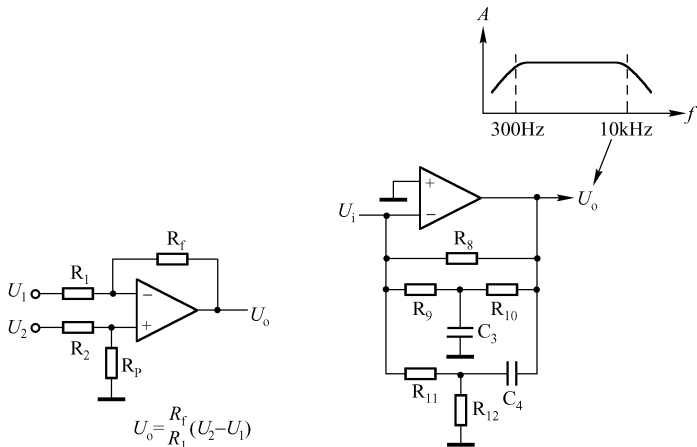 A
f
300Hz
10kHz
+
−
U_i
U_o
R_8
R_9
R_10
C_3
R_11
C_4
R_12
R_f
R_1
U_1
−
U_2
+
U_o
R_2
R_P
U_o=R_f/R_1(U_2−U_1)